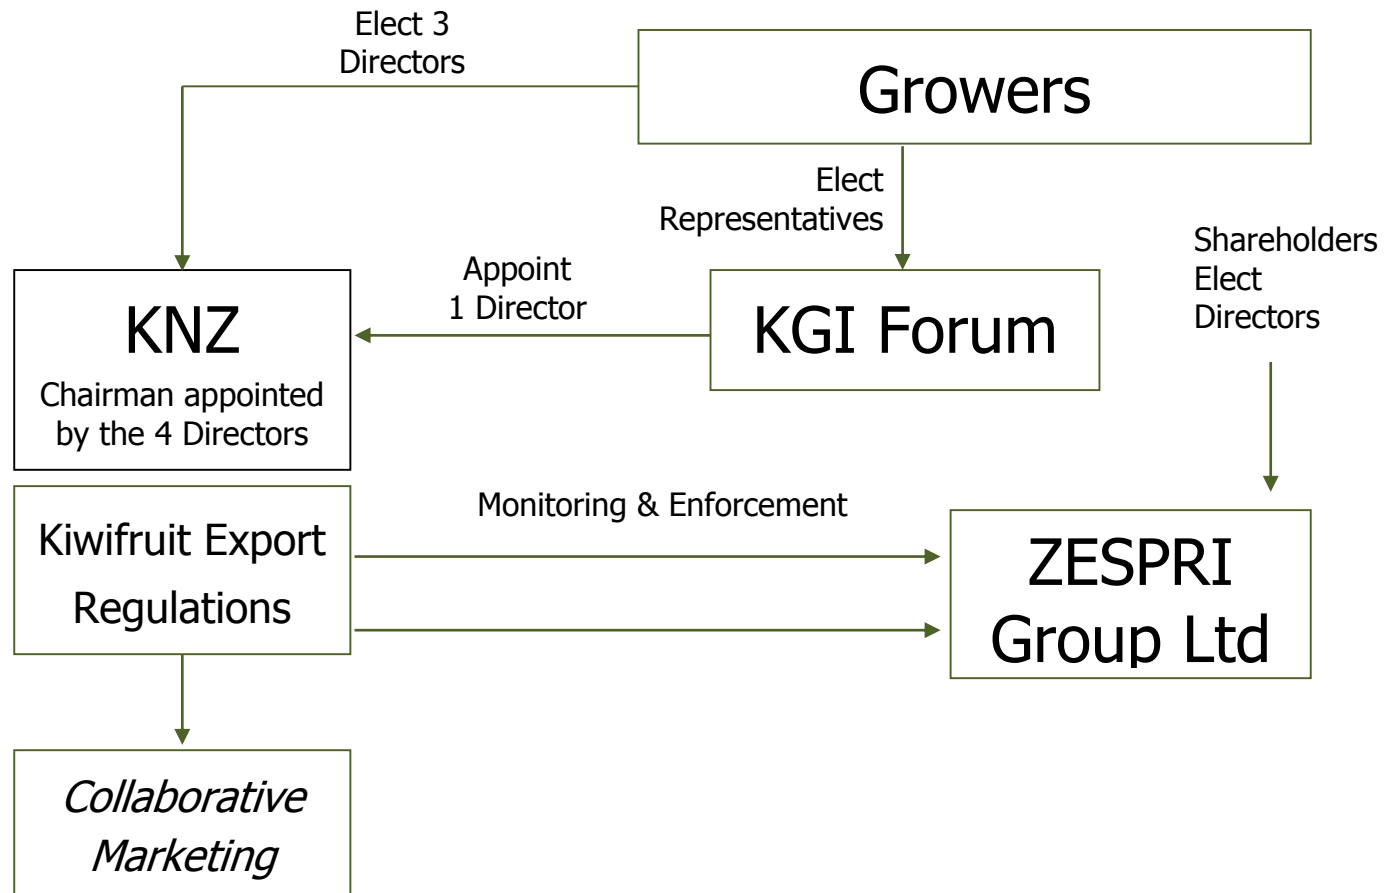 Elect 3
Directors
Growers
Elect
Representatives
Shareholders
Elect
Directors
Appoint
1 Director
KNZ
Chairman appointed
by the 4 Directors
KGI Forum
Monitoring & Enforcement
Kiwifruit Export
Regulations
ZESPRI
Group Ltd
Collaborative
Marketing